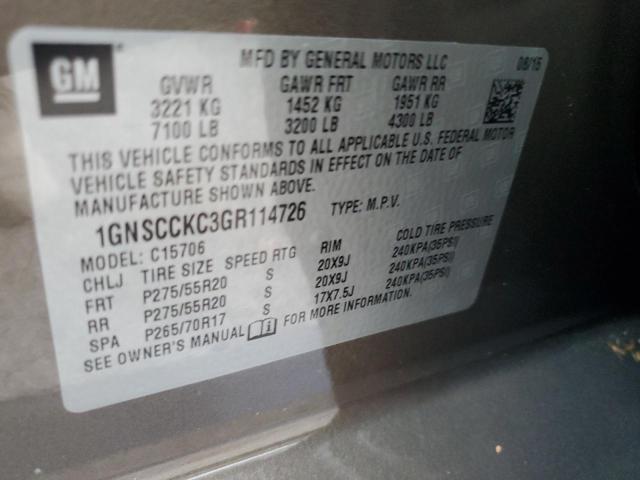 GM
MFD BY GENERAL MOTORS LLC 08/15
GVWR GAWR FRT GAWR RR
3221 KG 1452 KG 1951 KG
7100 LB 3200 LB 4300 LB
THIS VEHICLE CONFORMS TO ALL APPLICABLE U.S. FEDERAL MOTOR
VEHICLE SAFETY STANDARDS IN EFFECT ON THE DATE OF
MANUFACTURE SHOWN ABOVE.
1GNSCCKC3GR114726 TYPE: M.P.V.
MODEL: C15706
CHLJ TIRE SIZE SPEED RTG RIM COLD TIRE PRESSURE
FRT P275/55R20 S 20X9J 240KPA(35PSI)
RR P275/55R20 S 20X9J 240KPA(35PSI)
SPA P265/70R17 S 17X7.5J 240KPA(35PSI)
SEE OWNER'S MANUAL FOR MORE INFORMATION.